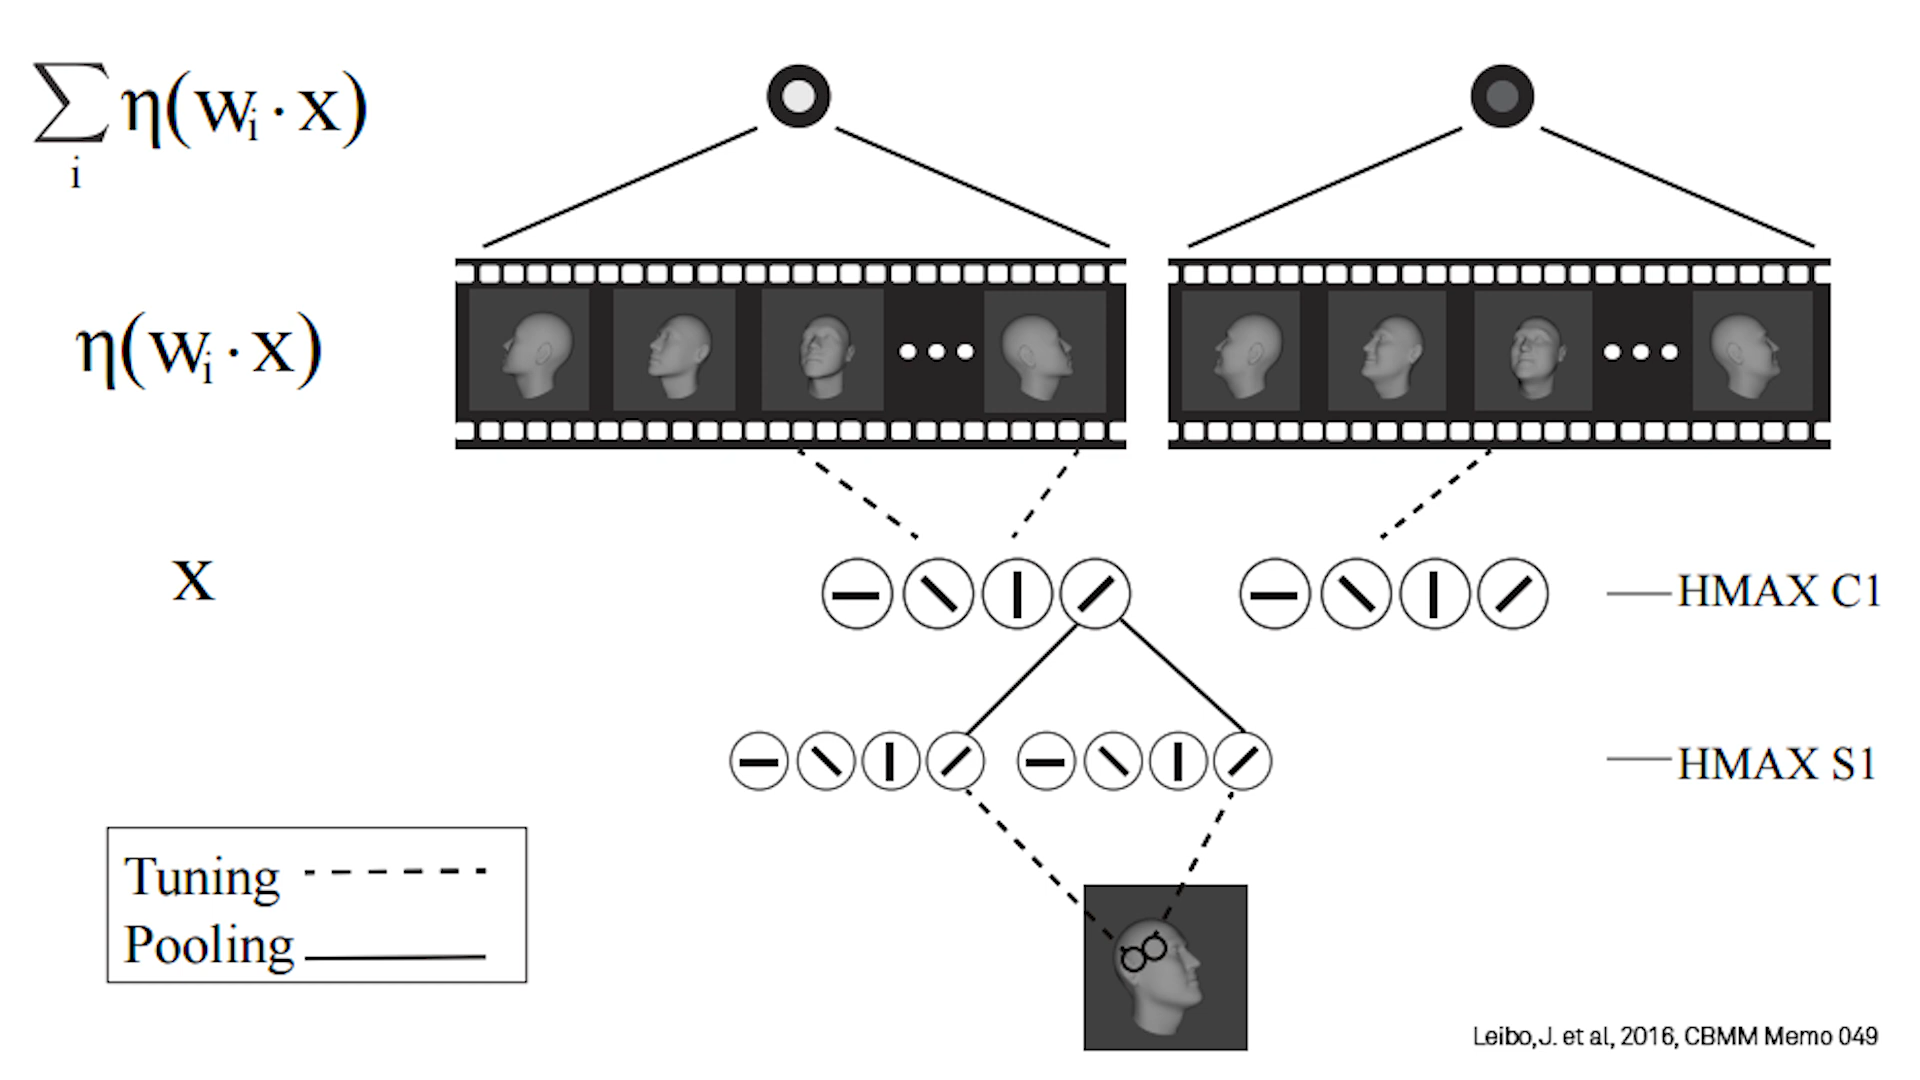 ∑ η(wᵢ · x)
i
η(wᵢ · x)
x
HMAX C1
HMAX S1
Tuning
Pooling
Leibo,J. et al, 2016, CBMM Memo 049